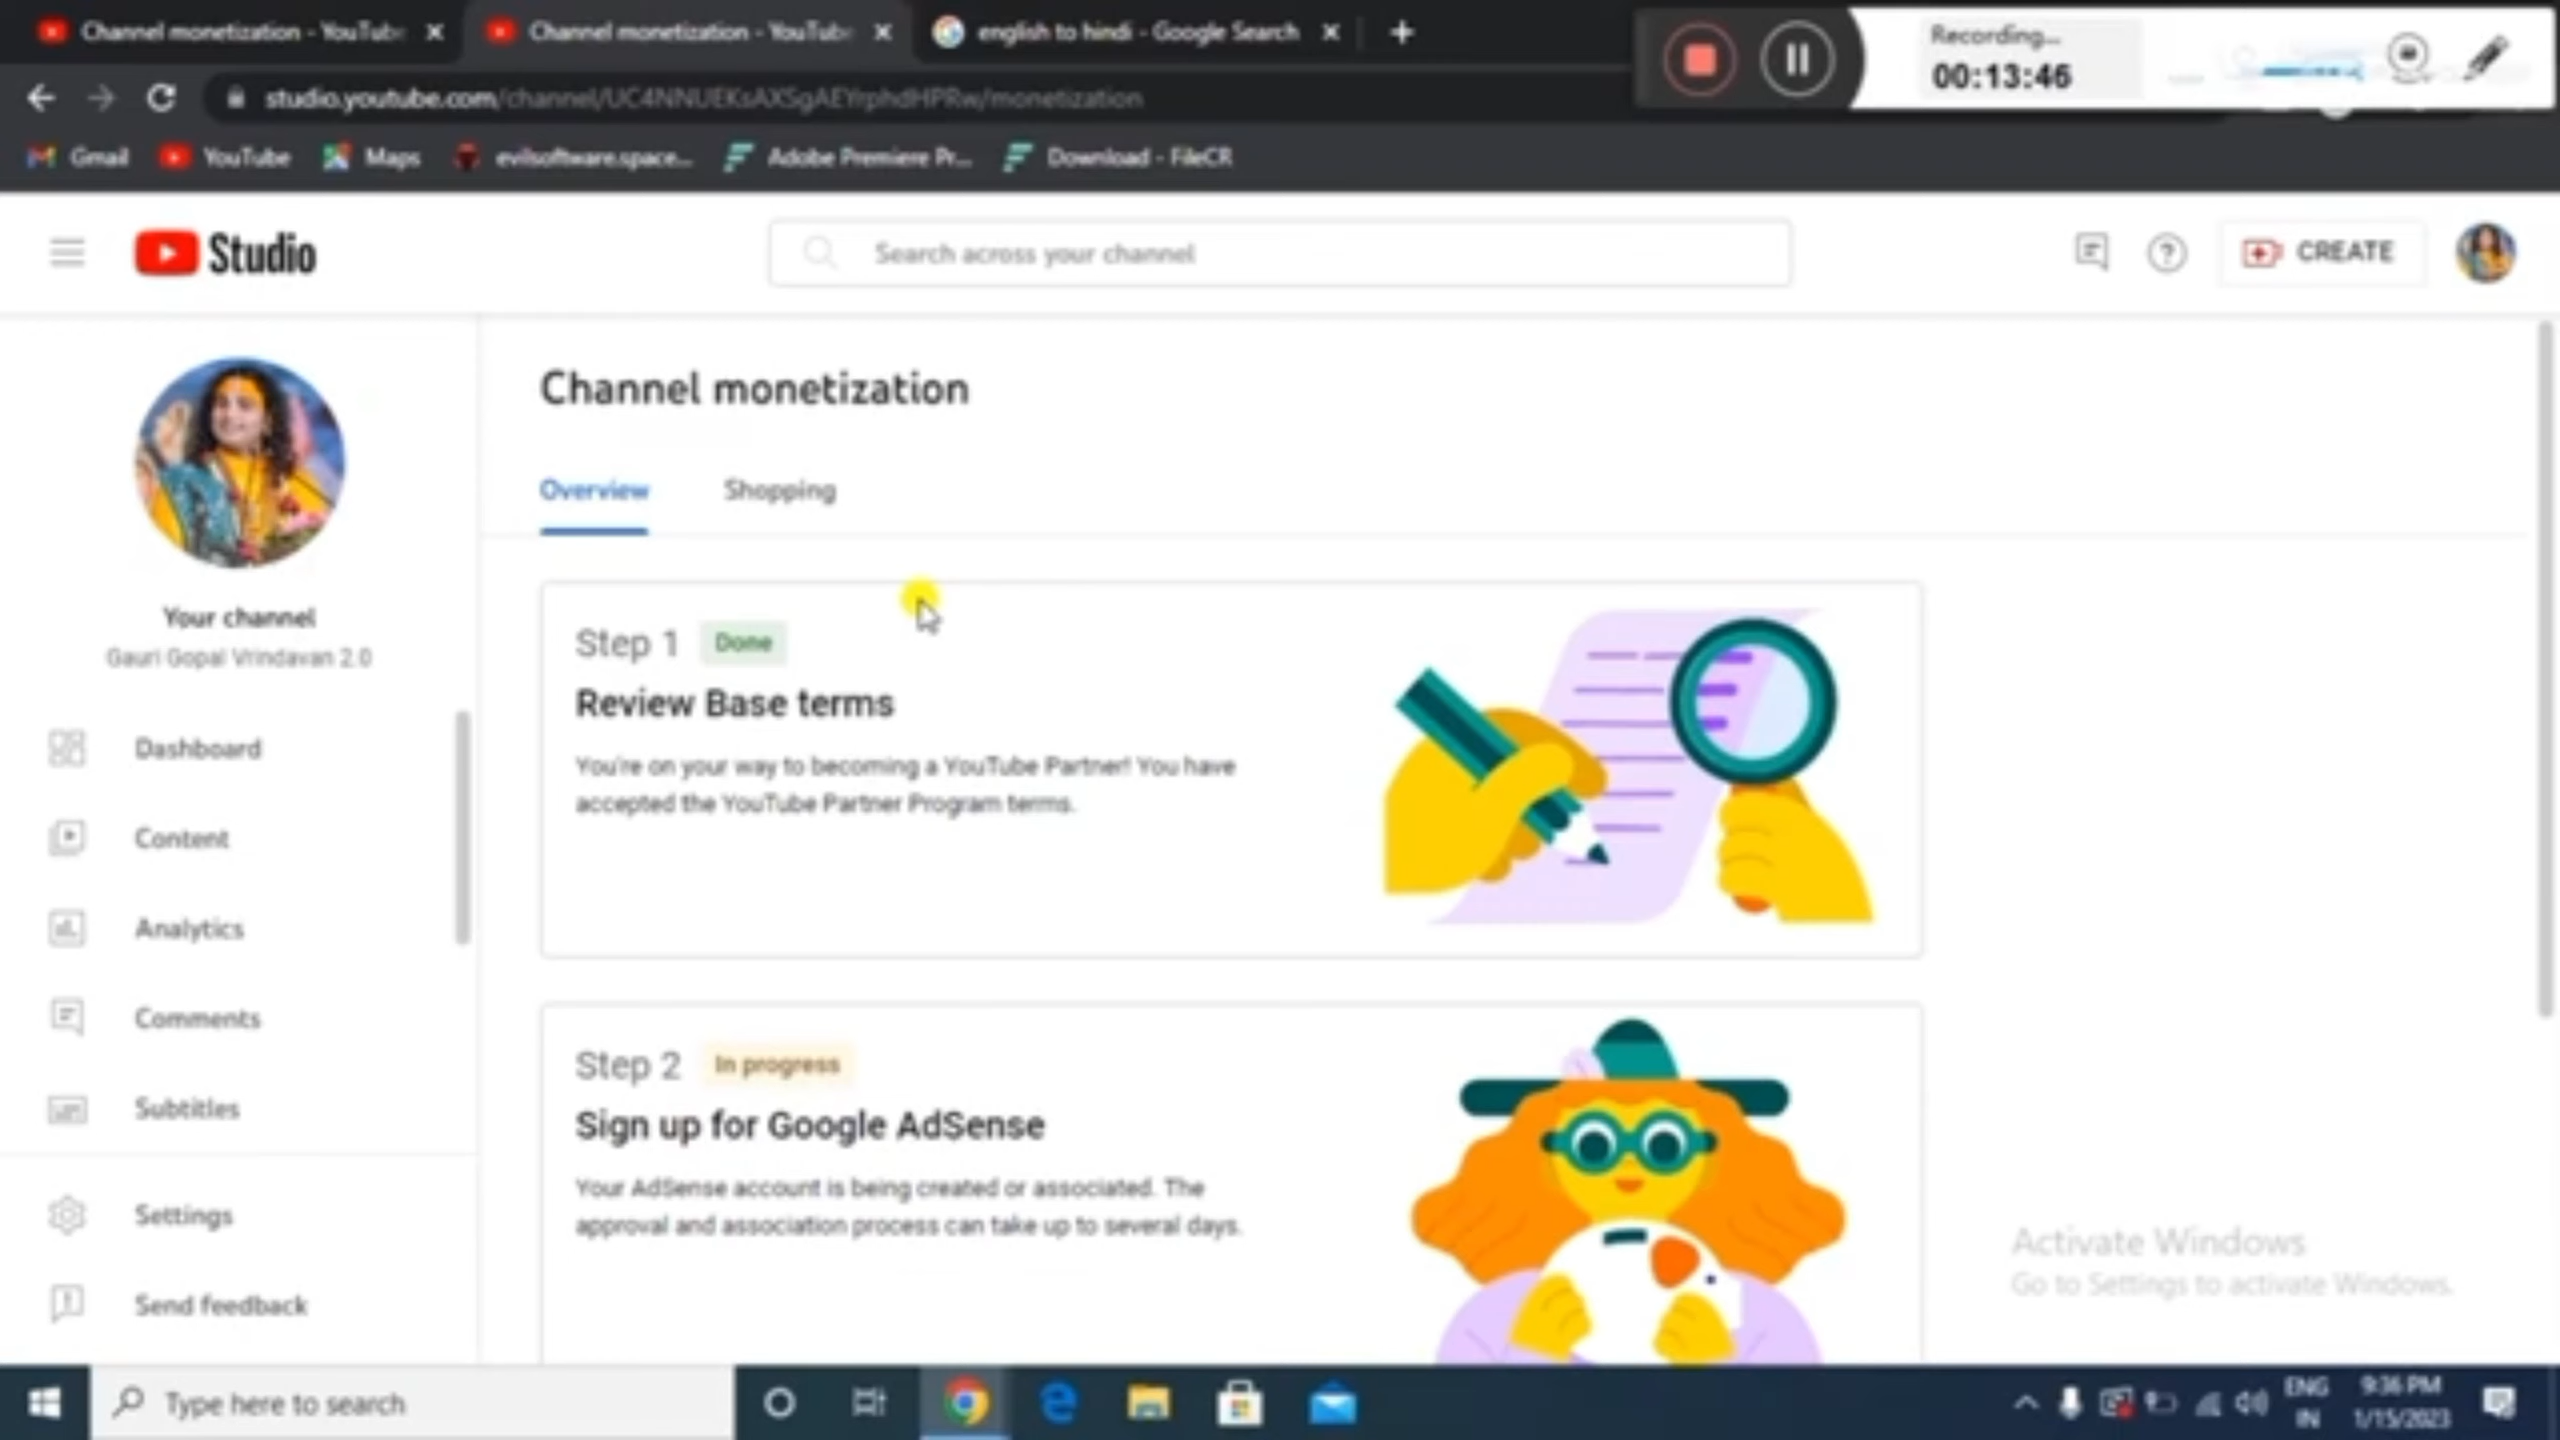 Channel monetization - YouTube
Channel monetization - YouTube
english to hindi - Google Search
Recording...
00:13:46
studio.youtube.com/channel/UC4NNUEKsAXSgAEYrphdHPRw/monetization
Gmail
YouTube
Maps
evilsoftware.space...
Adobe Premiere Pr...
Download - FileCR
Studio
Search across your channel
CREATE
Your channel
Gauri Gopal Vrindavan 2.0
Dashboard
Content
Analytics
Comments
Subtitles
Settings
Send feedback
Channel monetization
Overview
Shopping
Step 1 Done
Review Base terms
You're on your way to becoming a YouTube Partner! You have
accepted the YouTube Partner Program terms.
Step 2 In progress
Sign up for Google AdSense
Your AdSense account is being created or associated. The
approval and association process can take up to several days.
Activate Windows
Go to Settings to activate Windows.
Type here to search
ENG
IN
9:36 PM
1/15/2023